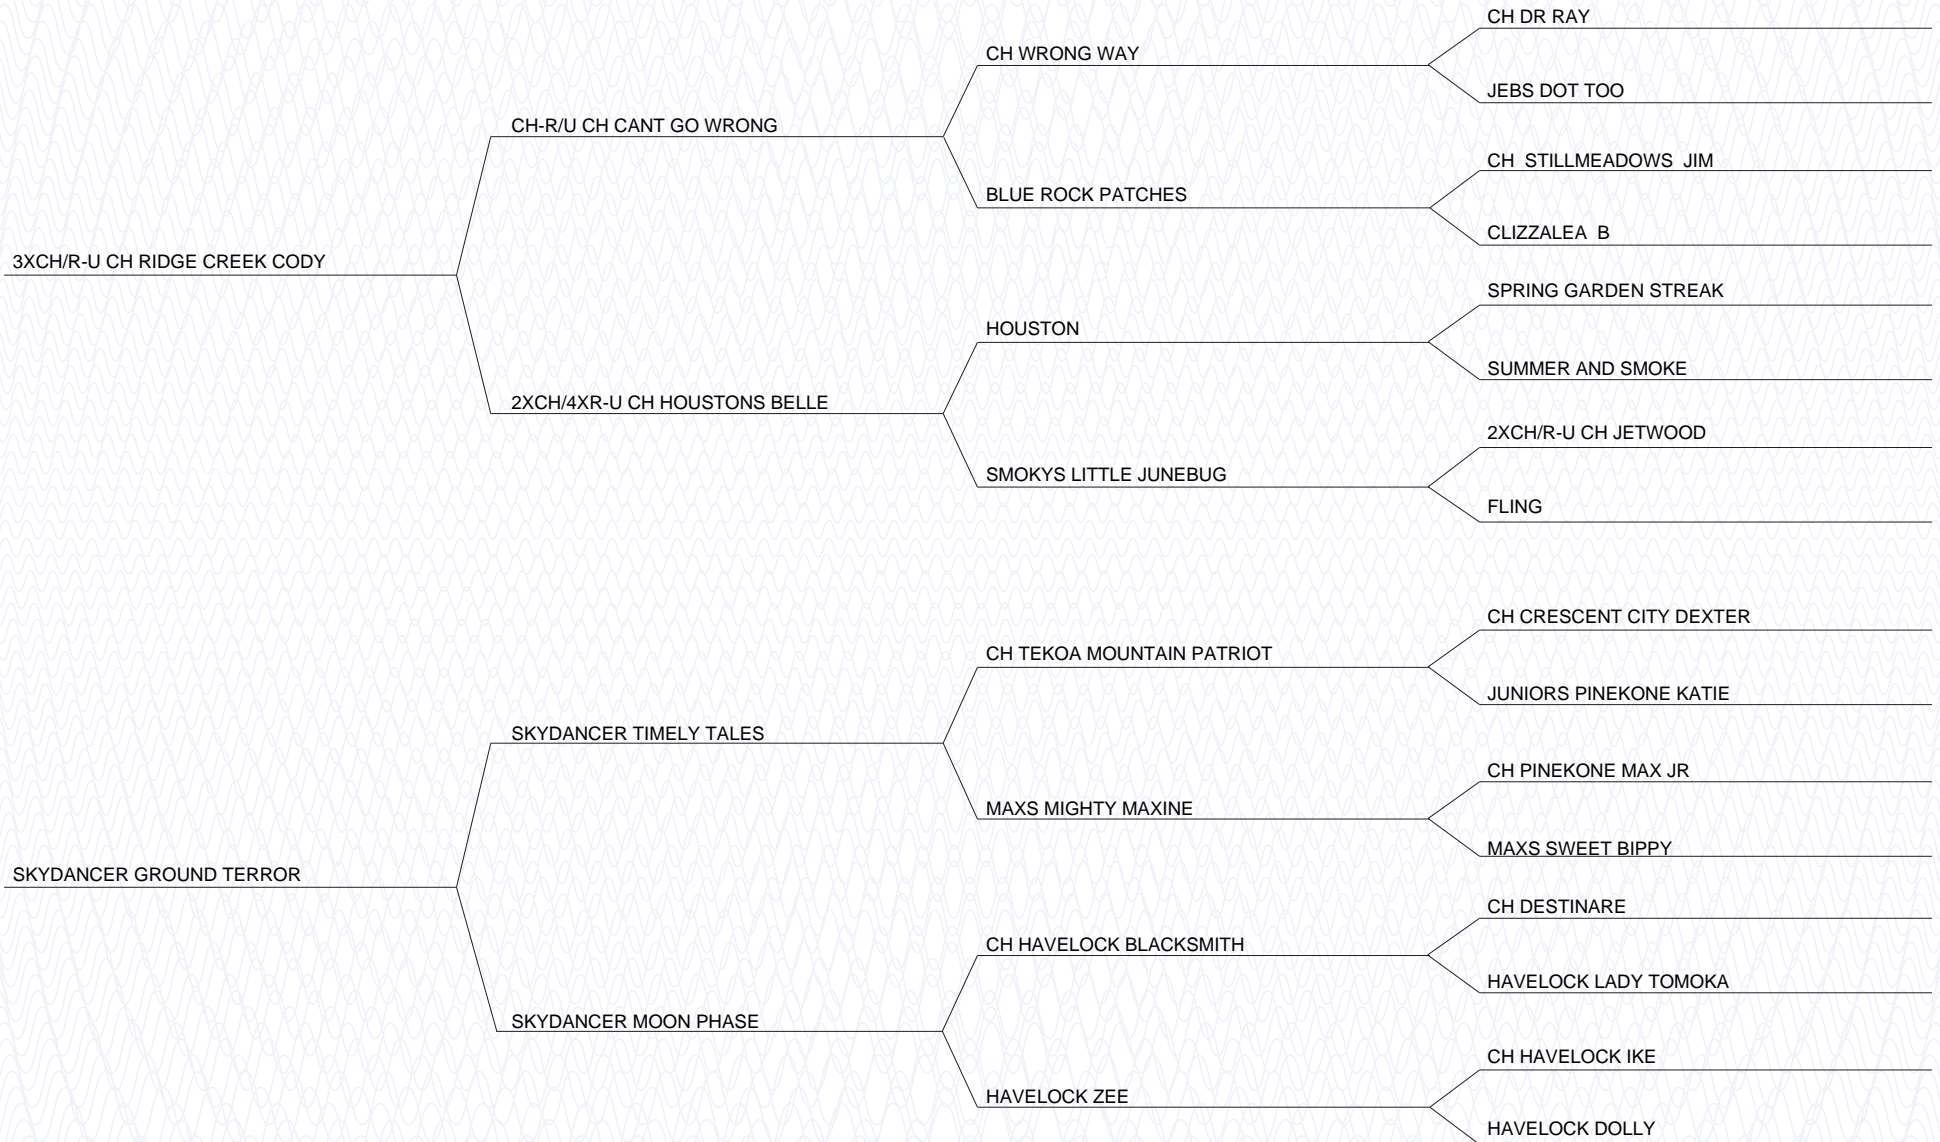 CH DR RAY
CH WRONG WAY
JEBS DOT TOO
CH-R/U CH CANT GO WRONG
CH  STILLMEADOWS  JIM
BLUE ROCK PATCHES
CLIZZALEA  B
3XCH/R-U CH RIDGE CREEK CODY
SPRING GARDEN STREAK
HOUSTON
SUMMER AND SMOKE
2XCH/4XR-U CH HOUSTONS BELLE
2XCH/R-U CH JETWOOD
SMOKYS LITTLE JUNEBUG
FLING
CH CRESCENT CITY DEXTER
CH TEKOA MOUNTAIN PATRIOT
JUNIORS PINEKONE KATIE
SKYDANCER TIMELY TALES
CH PINEKONE MAX JR
MAXS MIGHTY MAXINE
MAXS SWEET BIPPY
SKYDANCER GROUND TERROR
CH DESTINARE
CH HAVELOCK BLACKSMITH
HAVELOCK LADY TOMOKA
SKYDANCER MOON PHASE
CH HAVELOCK IKE
HAVELOCK ZEE
HAVELOCK DOLLY